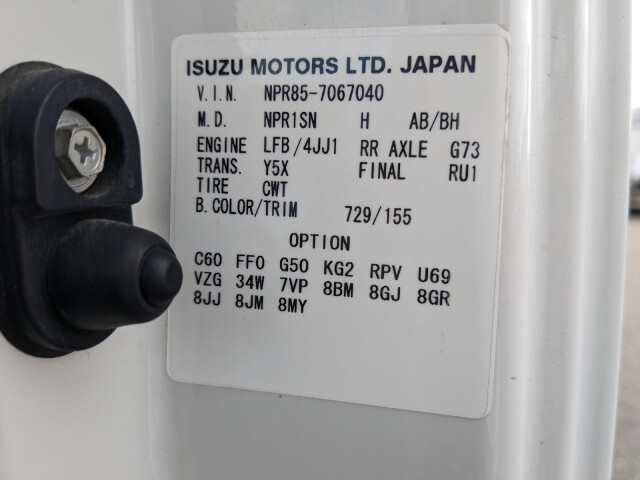 ISUZU MOTORS LTD. JAPAN
V.I.N. NPR85-7067040
M.D. NPR1SN H AB/BH
ENGINE LFB/4JJ1 RR AXLE G73
TRANS. Y5X FINAL RU1
TIRE CWT
B.COLOR/TRIM 729/155
OPTION
C60 FF0 G50 KG2 RPV U69
VZG 34W 7VP 8BM 8GJ 8GR
8JJ 8JM 8MY